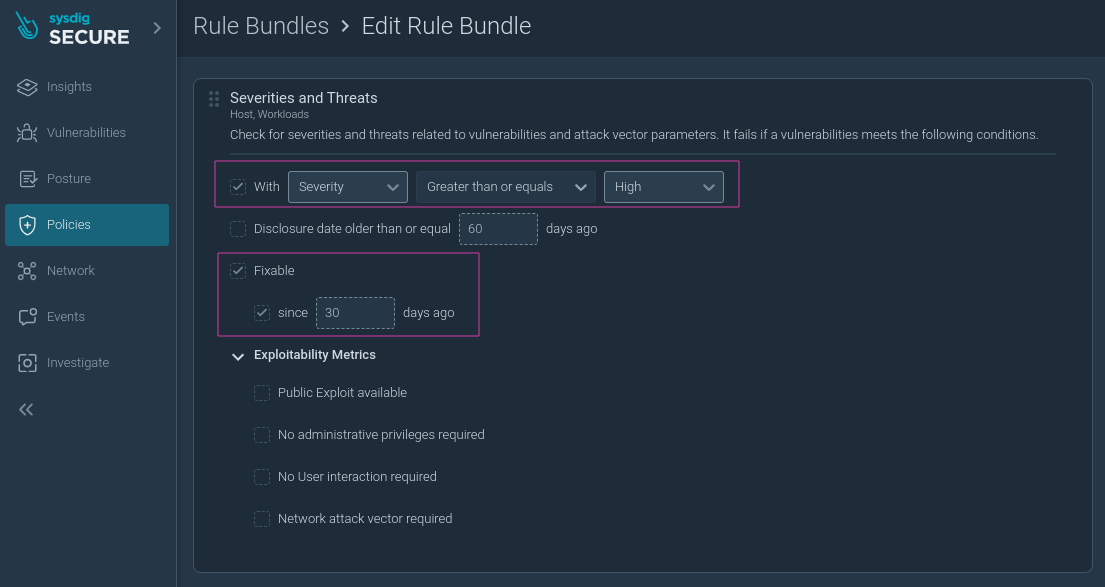 sysdig
SECURE
Rule Bundles > Edit Rule Bundle
Insights
Vulnerabilities
Posture
Policies
Network
Events
Investigate
Severities and Threats
Host, Workloads
Check for severities and threats related to vulnerabilities and attack vector parameters. It fails if a vulnerabilities meets the following conditions.
With Severity Greater than or equals High
Disclosure date older than or equal 60 days ago
Fixable
since 30 days ago
Exploitability Metrics
Public Exploit available
No administrative privileges required
No User interaction required
Network attack vector required